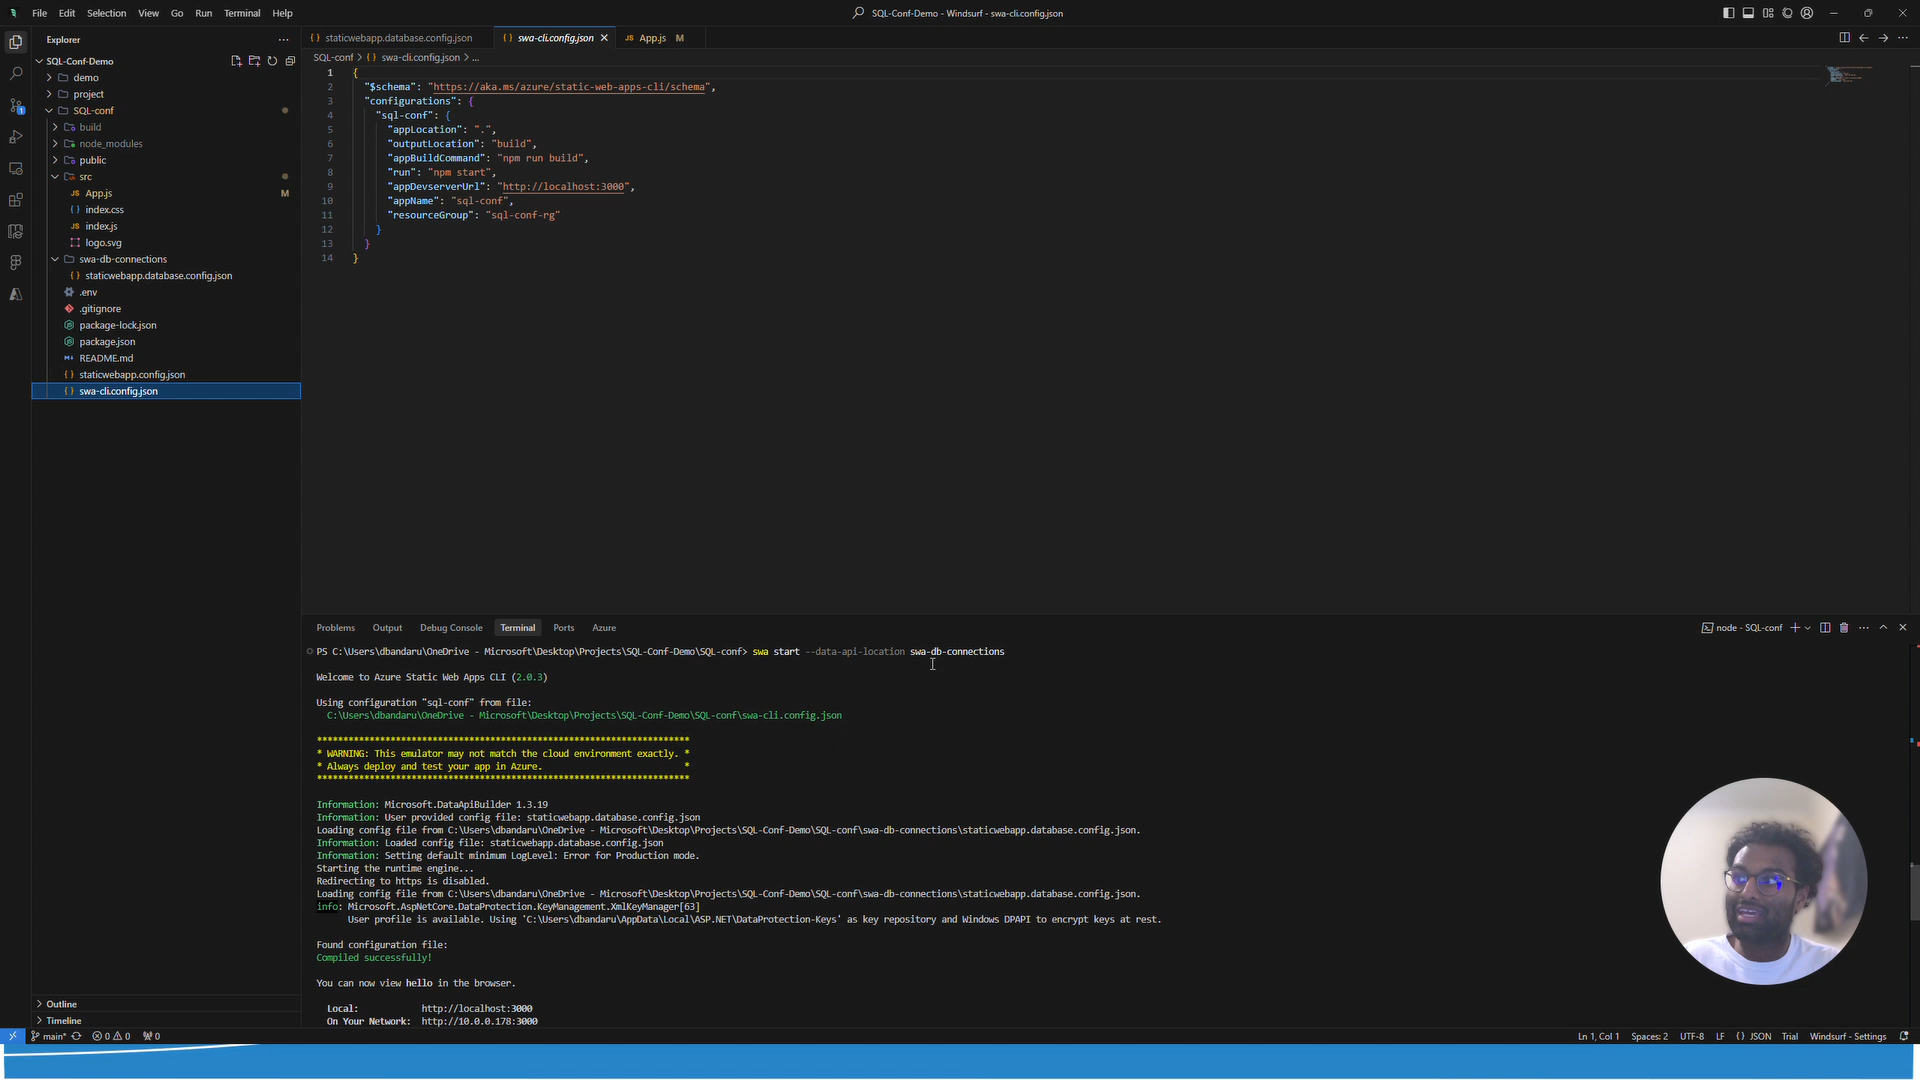 File Edit Selection View Go Run Terminal Help
SQL-Conf-Demo - Windsurf - swa-cli.config.json
Explorer
SQL-Conf-Demo
demo
project
SQL-conf
build
node_modules
public
src
App.js M
index.css
index.js
logo.svg
swa-db-connections
staticwebapp.database.config.json
.env
.gitignore
package-lock.json
package.json
README.md
staticwebapp.config.json
swa-cli.config.json
Outline
Timeline
staticwebapp.database.config.json swa-cli.config.json App.js M
SQL-conf > {} swa-cli.config.json > ...
1 {
2 "$schema": "https://aka.ms/azure/static-web-apps-cli/schema",
3 "configurations": {
4 "sql-conf": {
5 "appLocation": ".",
6 "outputLocation": "build",
7 "appBuildCommand": "npm run build",
8 "run": "npm start",
9 "appDevserverUrl": "http://localhost:3000",
10 "appName": "sql-conf",
11 "resourceGroup": "sql-conf-rg"
12 }
13 }
14 }
Problems Output Debug Console Terminal Ports Azure
node - SQL-conf
PS C:\Users\dbandaru\OneDrive - Microsoft\Desktop\Projects\SQL-Conf-Demo\SQL-conf> swa start --data-api-location swa-db-connections
Welcome to Azure Static Web Apps CLI (2.0.3)
Using configuration "sql-conf" from file:
C:\Users\dbandaru\OneDrive - Microsoft\Desktop\Projects\SQL-Conf-Demo\SQL-conf\swa-cli.config.json
***********************************************************************
* WARNING: This emulator may not match the cloud environment exactly. *
* Always deploy and test your app in Azure. *
***********************************************************************
Information: Microsoft.DataApiBuilder 1.3.19
Information: User provided config file: staticwebapp.database.config.json
Loading config file from C:\Users\dbandaru\OneDrive - Microsoft\Desktop\Projects\SQL-Conf-Demo\SQL-conf\swa-db-connections\staticwebapp.database.config.json.
Information: Loaded config file: staticwebapp.database.config.json
Information: Setting default minimum LogLevel: Error for Production mode.
Starting the runtime engine...
Redirecting to https is disabled.
Loading config file from C:\Users\dbandaru\OneDrive - Microsoft\Desktop\Projects\SQL-Conf-Demo\SQL-conf\swa-db-connections\staticwebapp.database.config.json.
info: Microsoft.AspNetCore.DataProtection.KeyManagement.XmlKeyManager[63]
User profile is available. Using 'C:\Users\dbandaru\AppData\Local\ASP.NET\DataProtection-Keys' as key repository and Windows DPAPI to encrypt keys at rest.
Found configuration file:
Compiled successfully!
You can now view hello in the browser.
Local: http://localhost:3000
On Your Network: http://10.0.0.178:3000
main* 0 0 0
Ln 1, Col 1 Spaces: 2 UTF-8 LF {} JSON Trial Windsurf - Settings